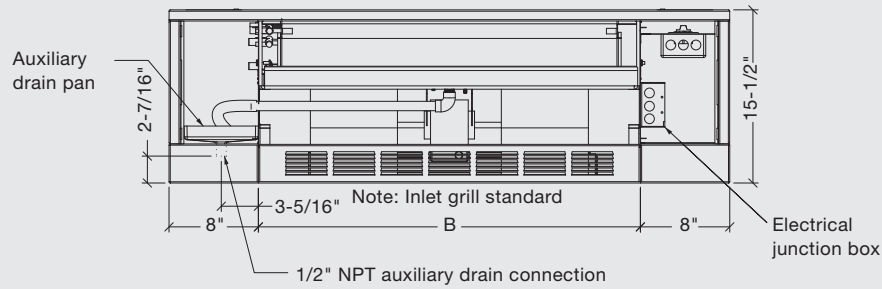 Auxiliary
drain pan
2-7/16"
15-1/2"
Note: Inlet grill standard
3-5/16"
8"
B
8"
Electrical
junction box
1/2" NPT auxiliary drain connection